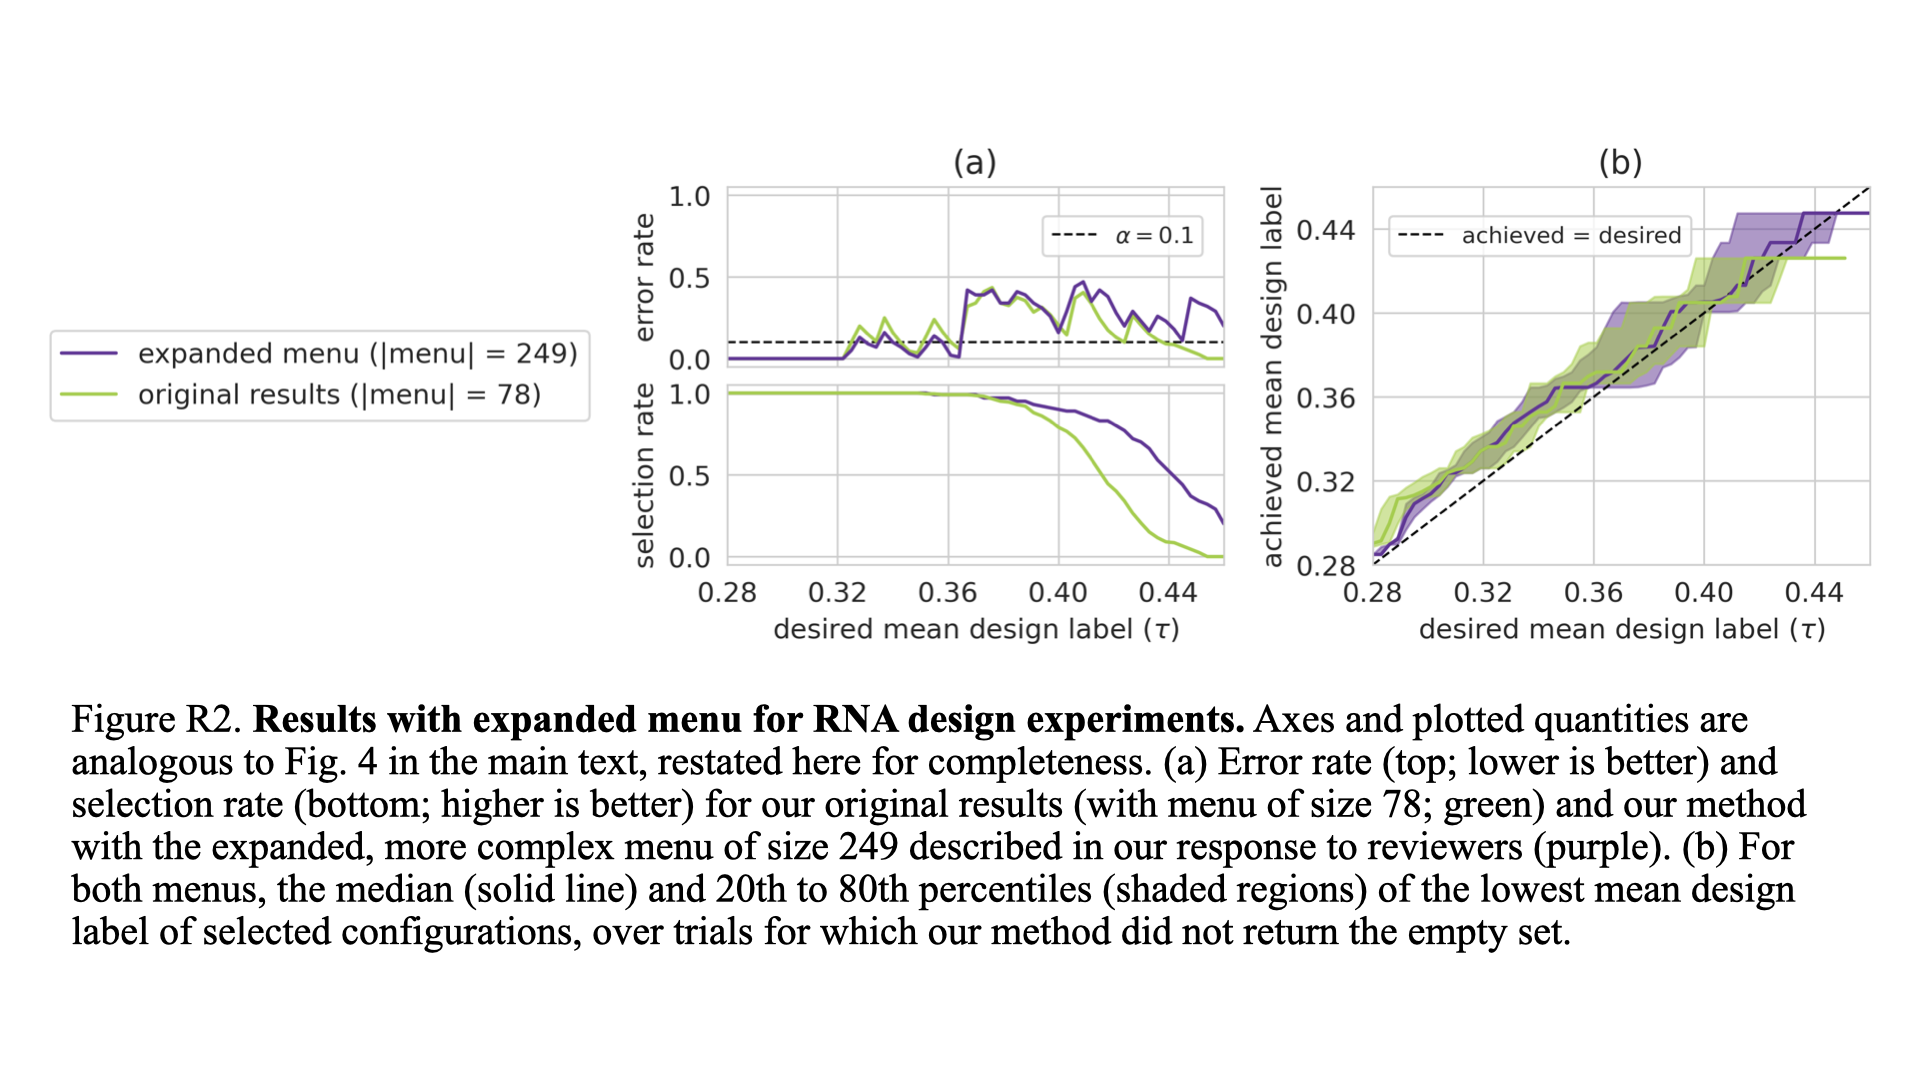 expanded menu (|menu| = 249)
original results (|menu| = 78)
(a)
error rate
1.0
0.5
0.0
α = 0.1
selection rate
1.0
0.5
0.0
0.28 0.32 0.36 0.40 0.44
desired mean design label (τ)
(b)
achieved mean design label
0.44
0.40
0.36
0.32
0.28
achieved = desired
0.28 0.32 0.36 0.40 0.44
desired mean design label (τ)
Figure R2. Results with expanded menu for RNA design experiments. Axes and plotted quantities are
analogous to Fig. 4 in the main text, restated here for completeness. (a) Error rate (top; lower is better) and
selection rate (bottom; higher is better) for our original results (with menu of size 78; green) and our method
with the expanded, more complex menu of size 249 described in our response to reviewers (purple). (b) For
both menus, the median (solid line) and 20th to 80th percentiles (shaded regions) of the lowest mean design
label of selected configurations, over trials for which our method did not return the empty set.